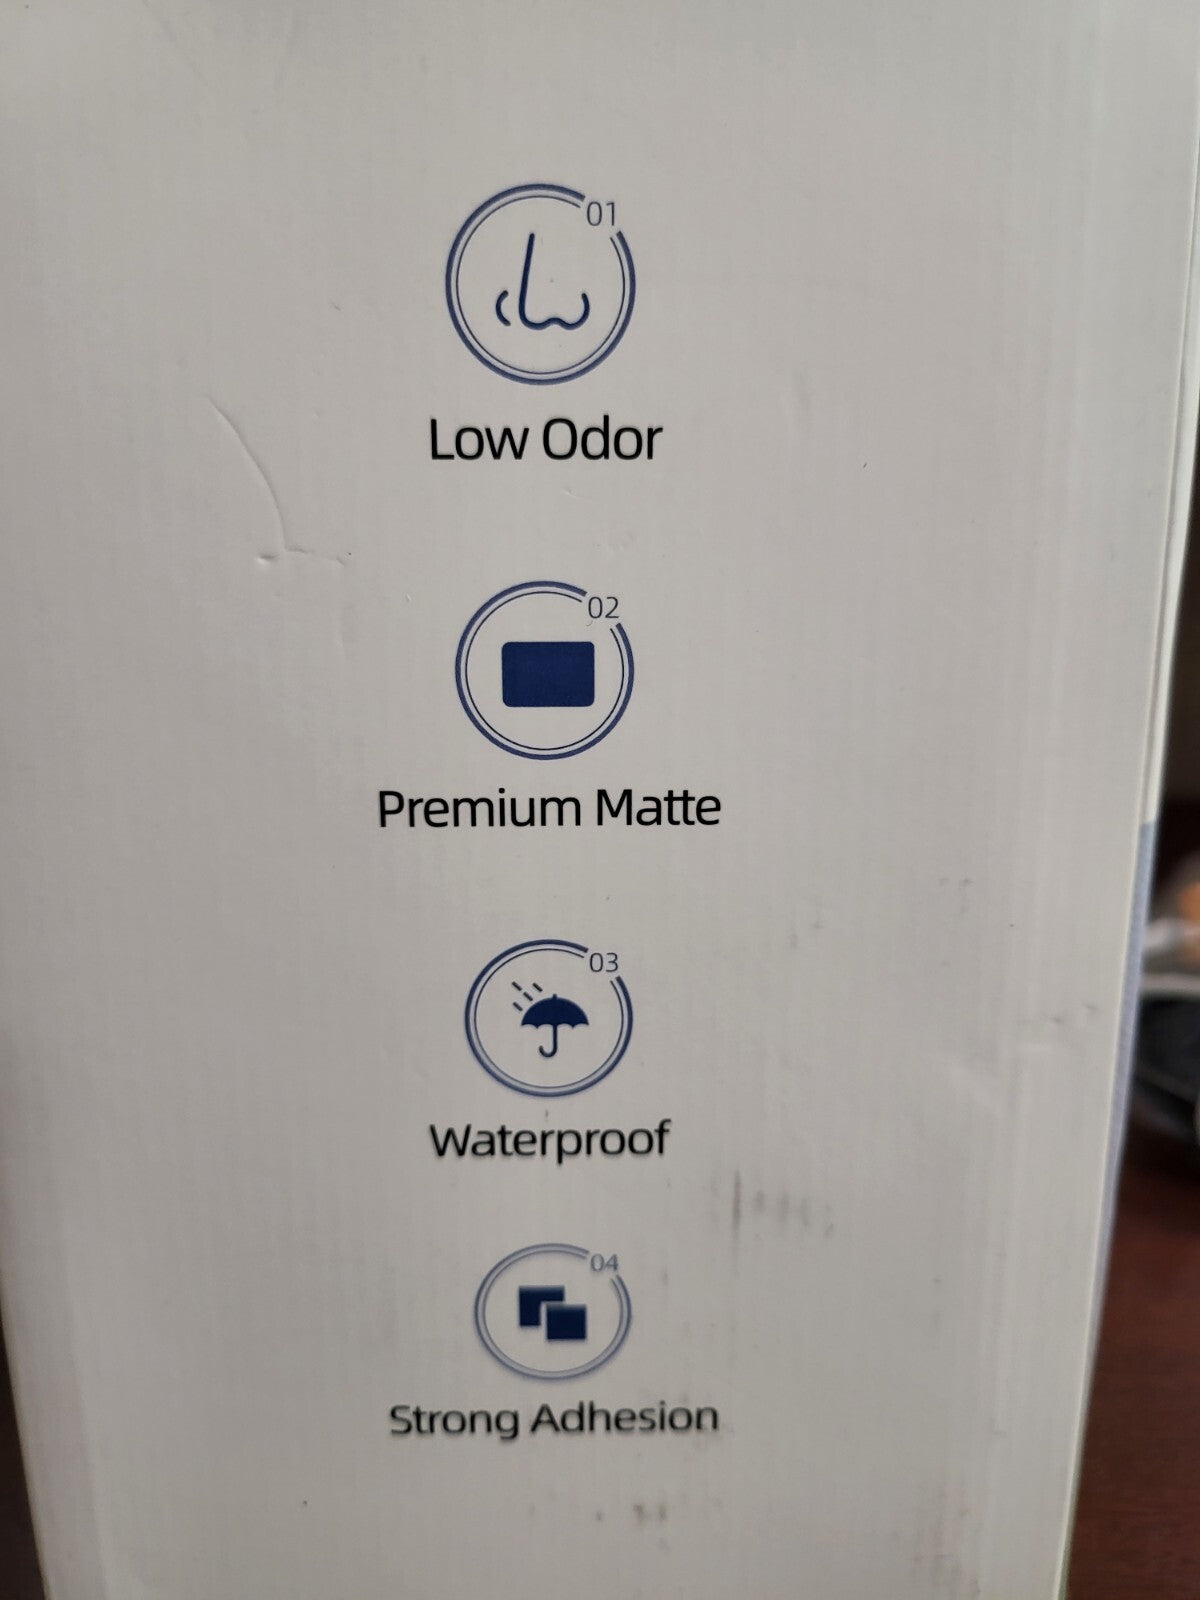 01
Low Odor
02
Premium Matte
03
Waterproof
04
Strong Adhesion